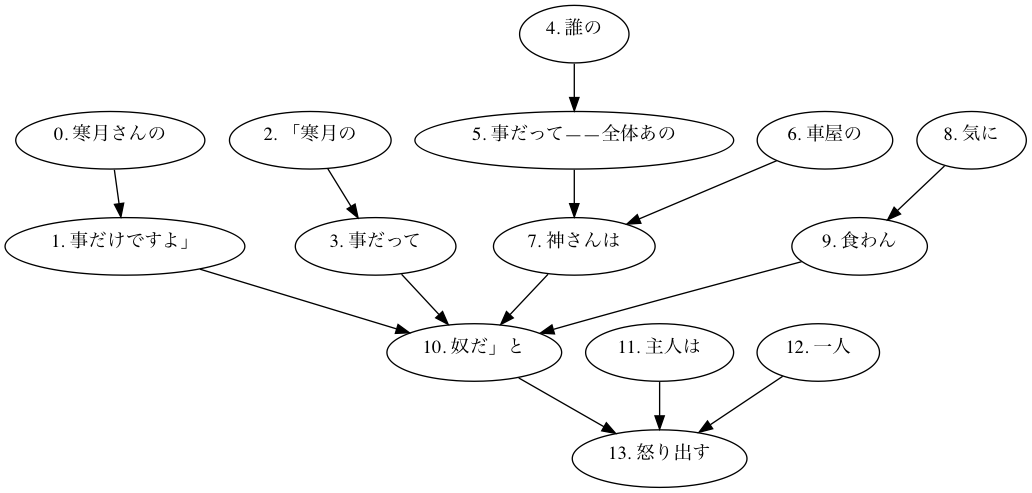 4. 誰の
0. 寒月さんの
2. 「寒月の
5. 事だって――全体あの
6. 車屋の
8. 気に
1. 事だけですよ」
3. 事だって
7. 神さんは
9. 食わん
10. 奴だ」と
11. 主人は
12. 一人
13. 怒り出す